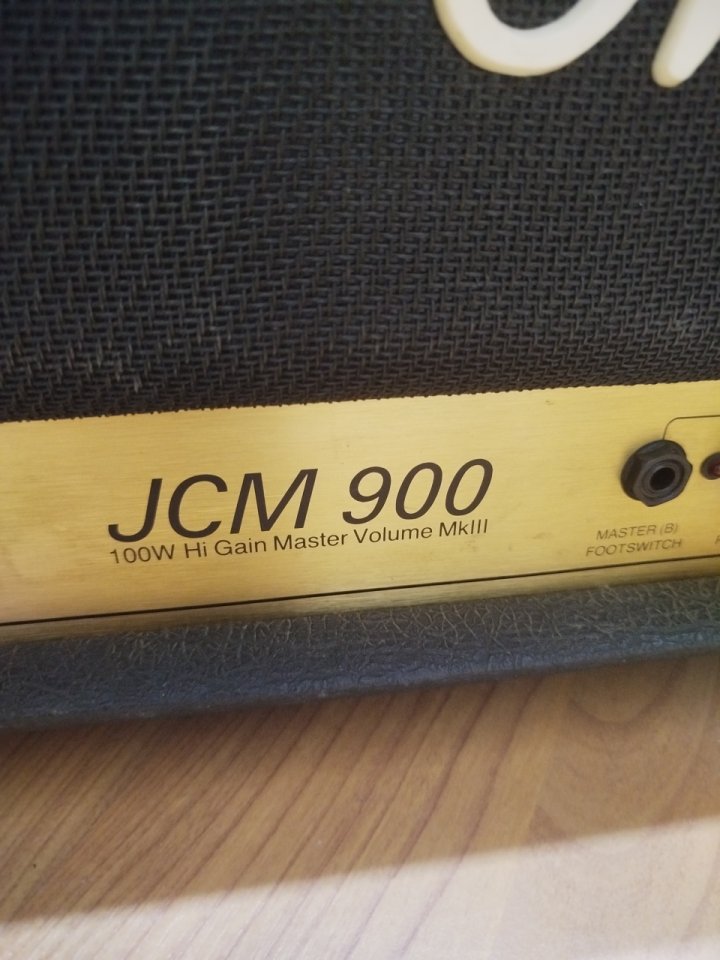 JCM 900
100W Hi Gain Master Volume MkIII
MASTER (B)
FOOTSWITCH